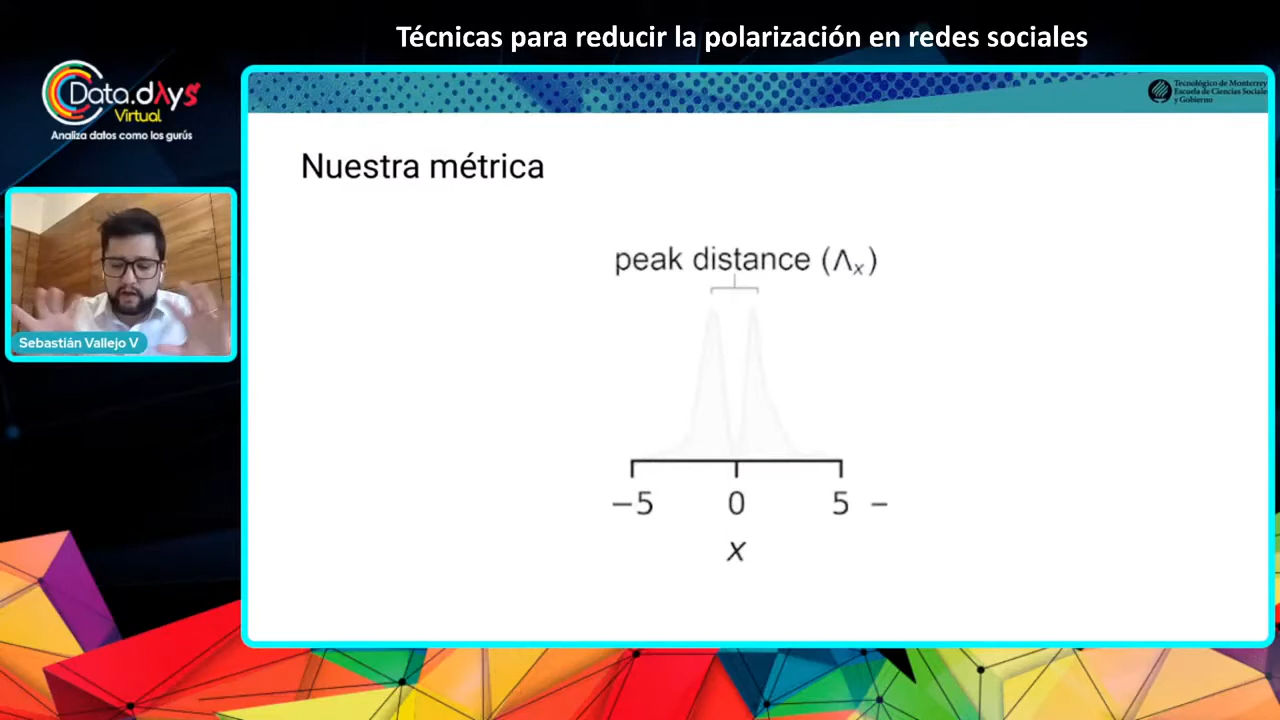 Técnicas para reducir la polarización en redes sociales
Data.dλys
Virtual
Analiza datos como los gurús
Tecnológico de Monterrey
Escuela de Ciencias Sociales
y Gobierno
Nuestra métrica
peak distance (Λx)
−5 0 5 −
x
Sebastián Vallejo V